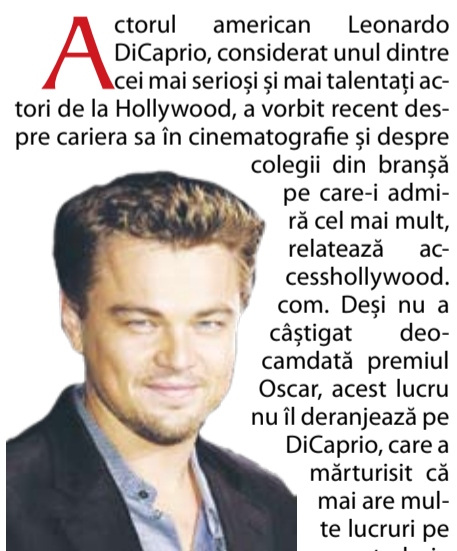 Actorul american Leonardo
DiCaprio, considerat unul dintre
cei mai serioși și mai talentați ac-
tori de la Hollywood, a vorbit recent des-
pre cariera sa în cinematografie și despre
colegii din branșă
pe care-i admi-
ră cel mai mult,
relatează ac-
cesshollywood.
com. Deși nu a
câștigat deo-
camdată premiul
Oscar, acest lucru
nu îl deranjează pe
DiCaprio, care a
mărturisit că
mai are mul-
te lucruri pe